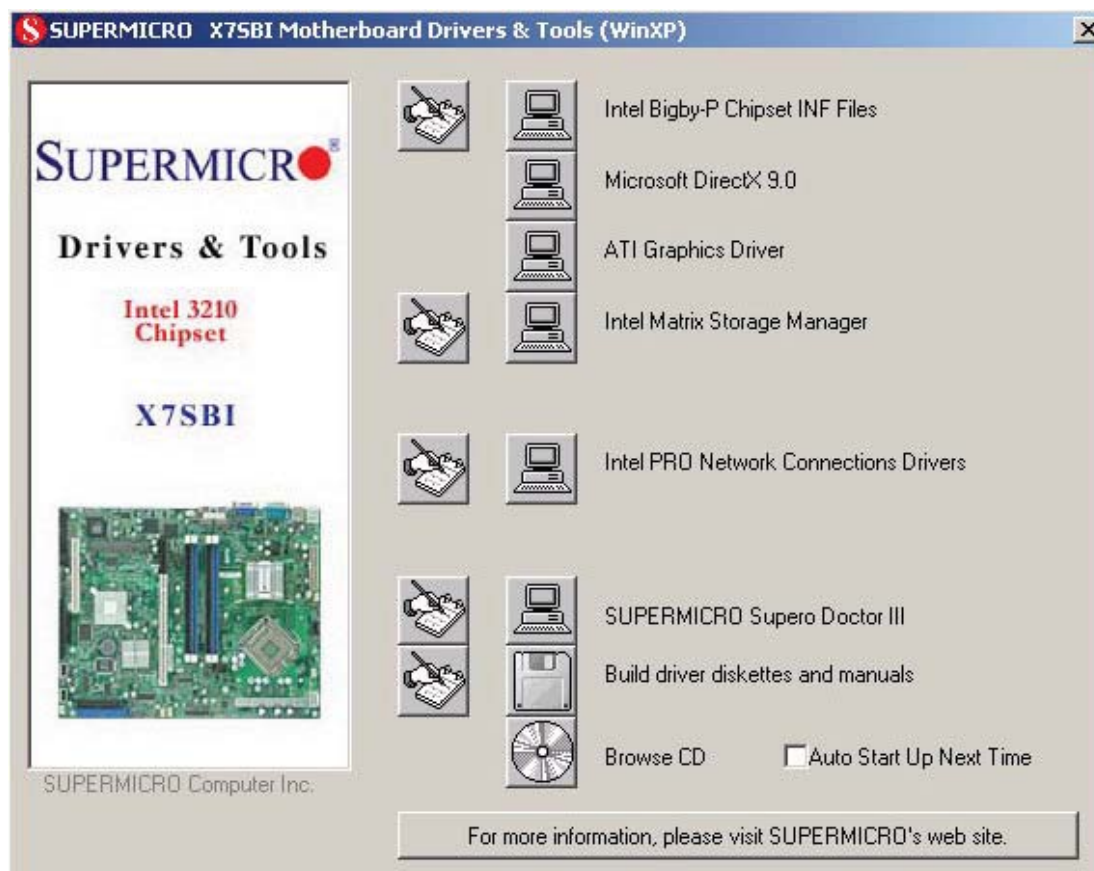 SUPERMICRO X7SBI Motherboard Drivers & Tools (WinXP)
SUPERMICRO®
Drivers & Tools
Intel 3210
Chipset
X7SBI
SUPERMICRO Computer Inc.
Intel Bigby-P Chipset INF Files
Microsoft DirectX 9.0
ATI Graphics Driver
Intel Matrix Storage Manager
Intel PRO Network Connections Drivers
SUPERMICRO Supero Doctor III
Build driver diskettes and manuals
Browse CD
Auto Start Up Next Time
For more information, please visit SUPERMICRO's web site.